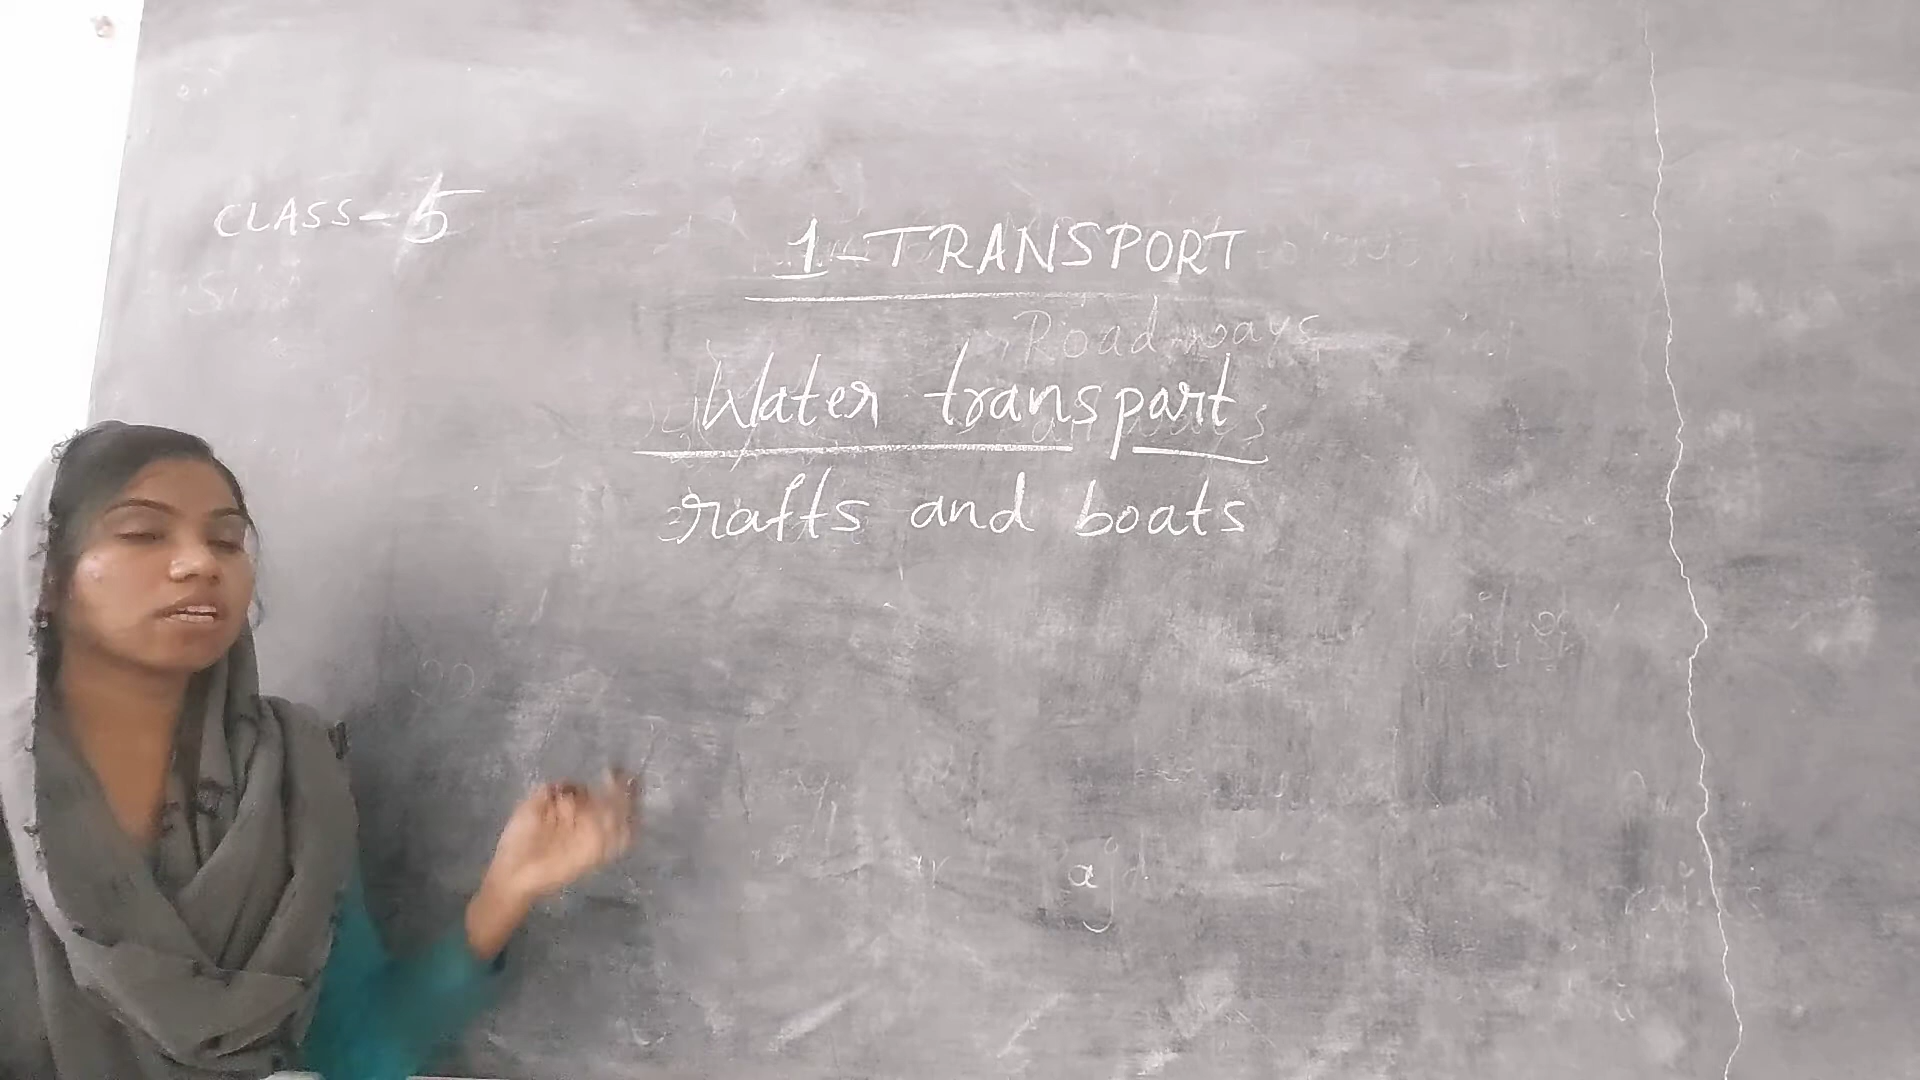 CLASS-5
1-TRANSPORT
Roadways
Water transport
rafts and boats